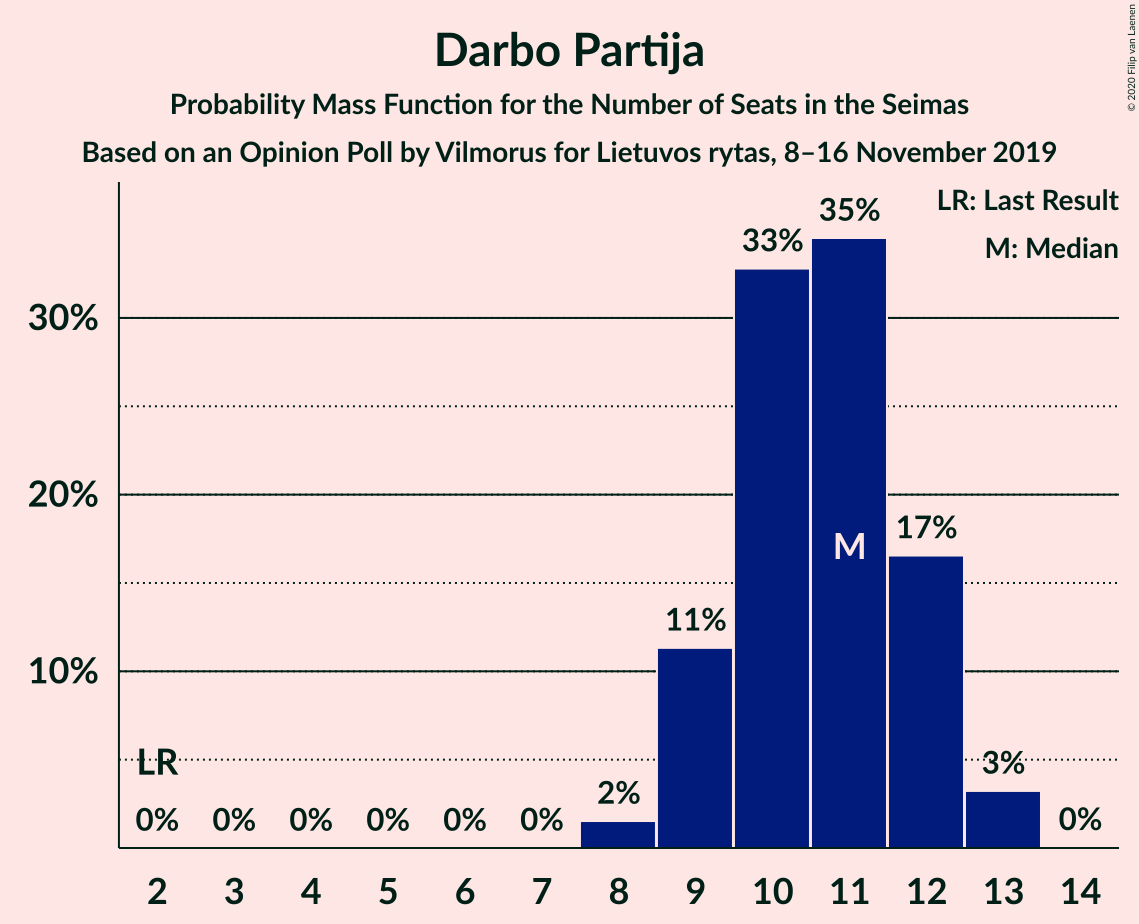 Darbo Partija
Probability Mass Function for the Number of Seats in the Seimas
Based on an Opinion Poll by Vilmorus for Lietuvos rytas, 8–16 November 2019
© 2020 Filip van Laenen
LR: Last Result
M: Median
35%
33%
30%
20%
17%
M
11%
10%
LR
3%
2%
0% 0% 0% 0% 0% 0% 0%
2 3 4 5 6 7 8 9 10 11 12 13 14